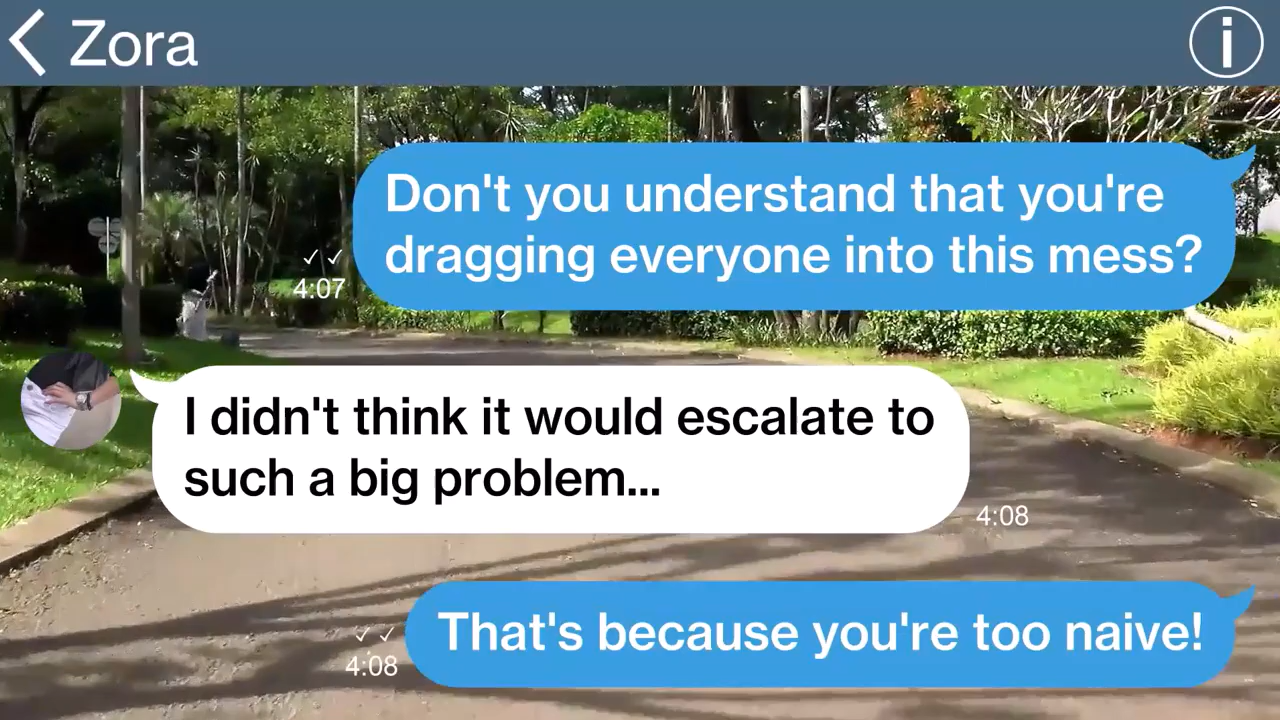 Zora
i
Don't you understand that you're
dragging everyone into this mess?
✓✓
4:07
I didn't think it would escalate to
such a big problem...
4:08
That's because you're too naive!
✓✓
4:08